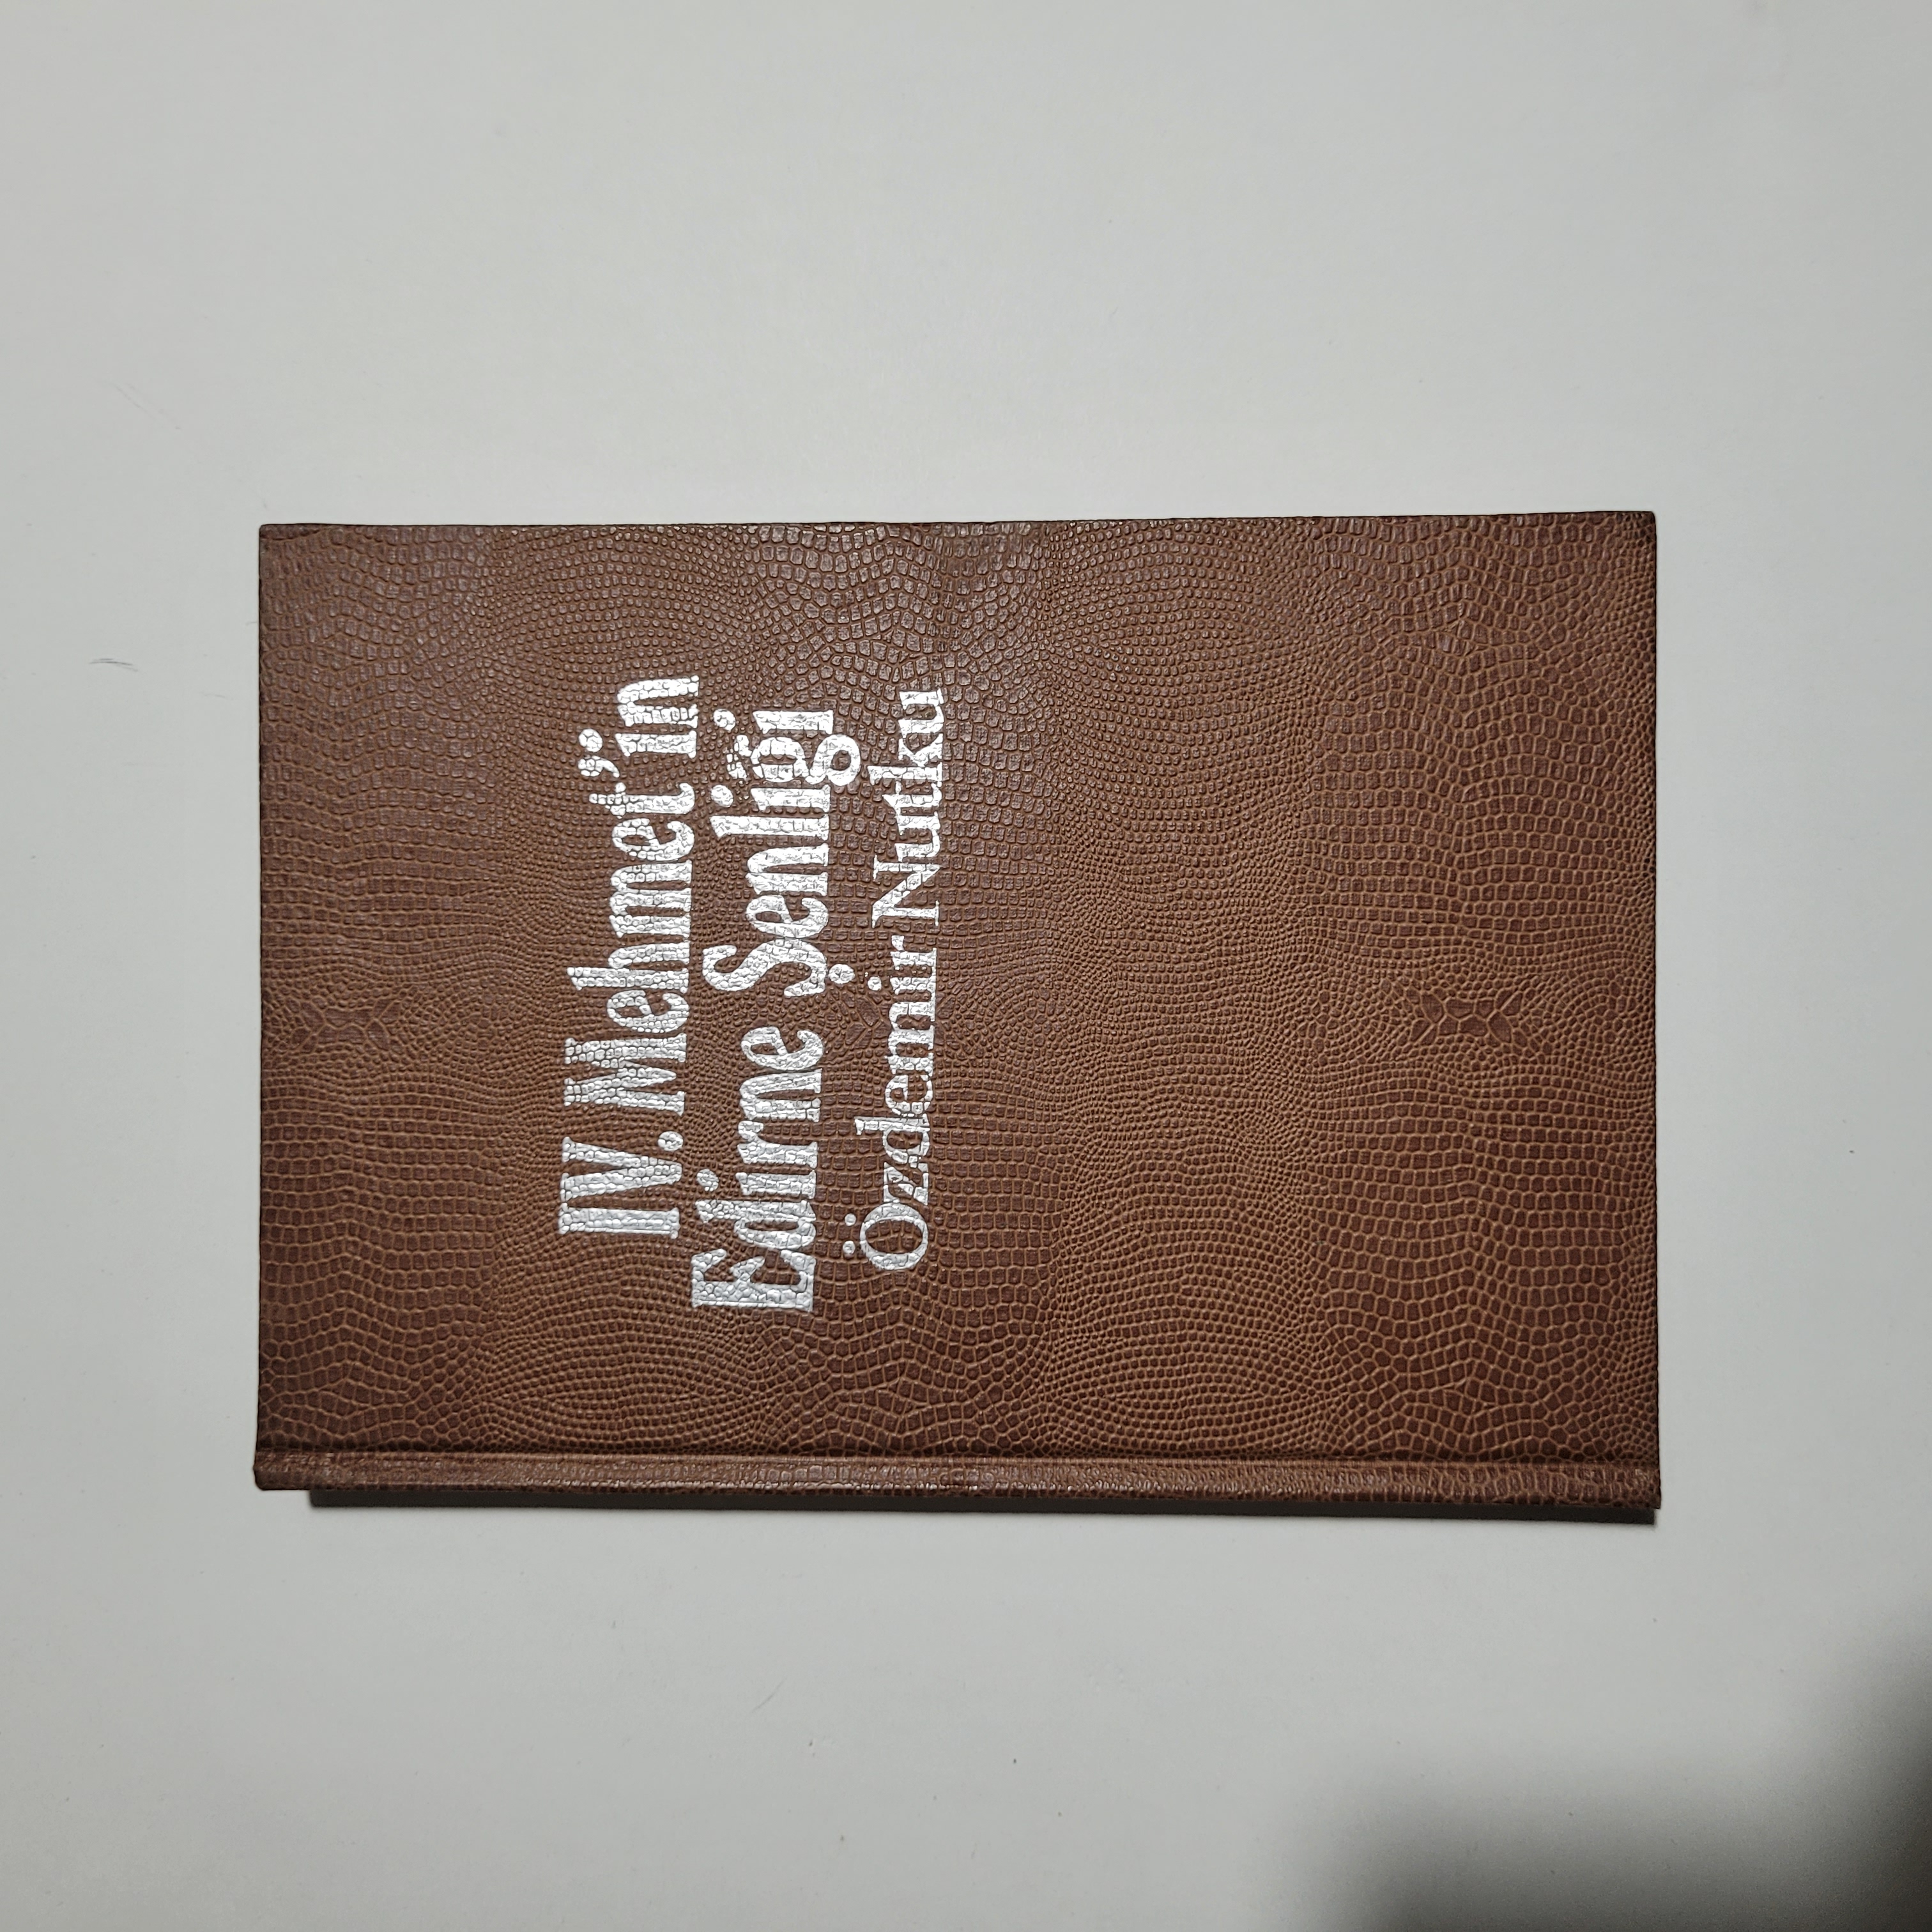 IV. Mehmet'in
Edirne Şenliği
Özdemir Nutku